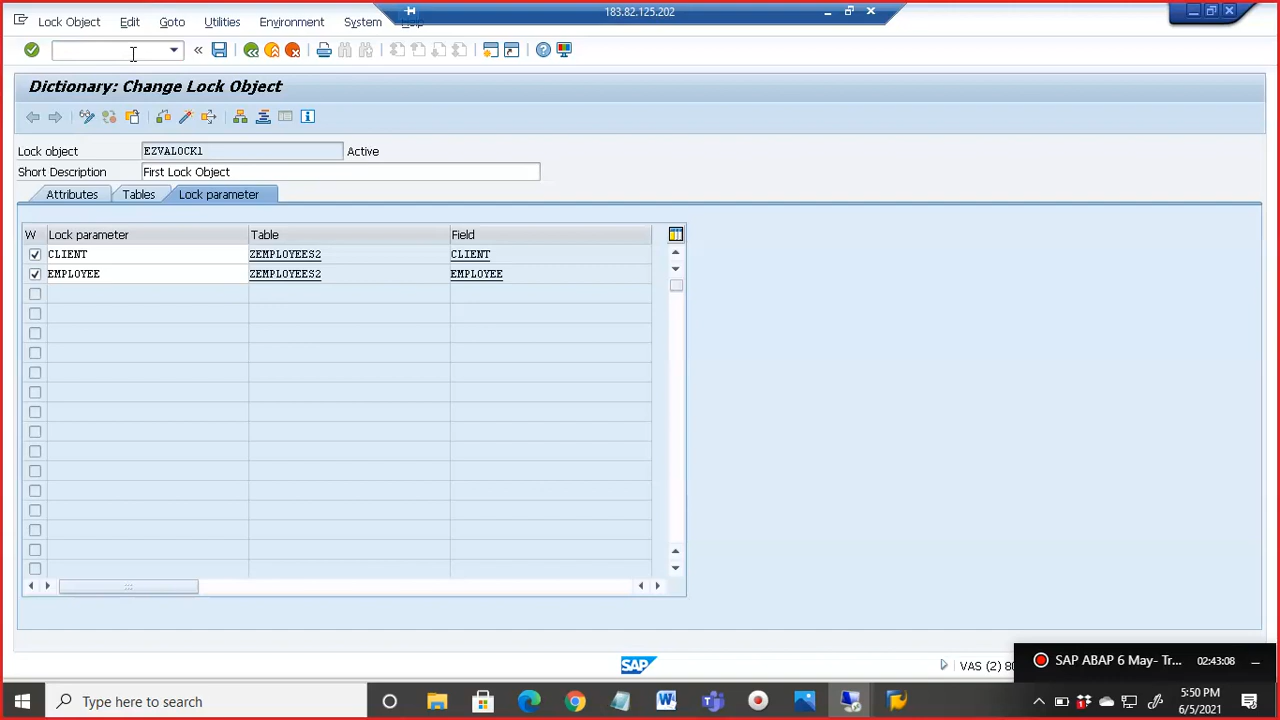 183.82.125.202
Lock Object Edit Goto Utilities Environment System Help
Dictionary: Change Lock Object
Lock object EZVALOCK1 Active
Short Description First Lock Object
Attributes Tables Lock parameter
W Lock parameter Table Field
CLIENT ZEMPLOYEES2 CLIENT
EMPLOYEE ZEMPLOYEES2 EMPLOYEE
SAP
VAS (2) 80
SAP ABAP 6 May- Tr... 02:43:08
Type here to search
5:50 PM
6/5/2021